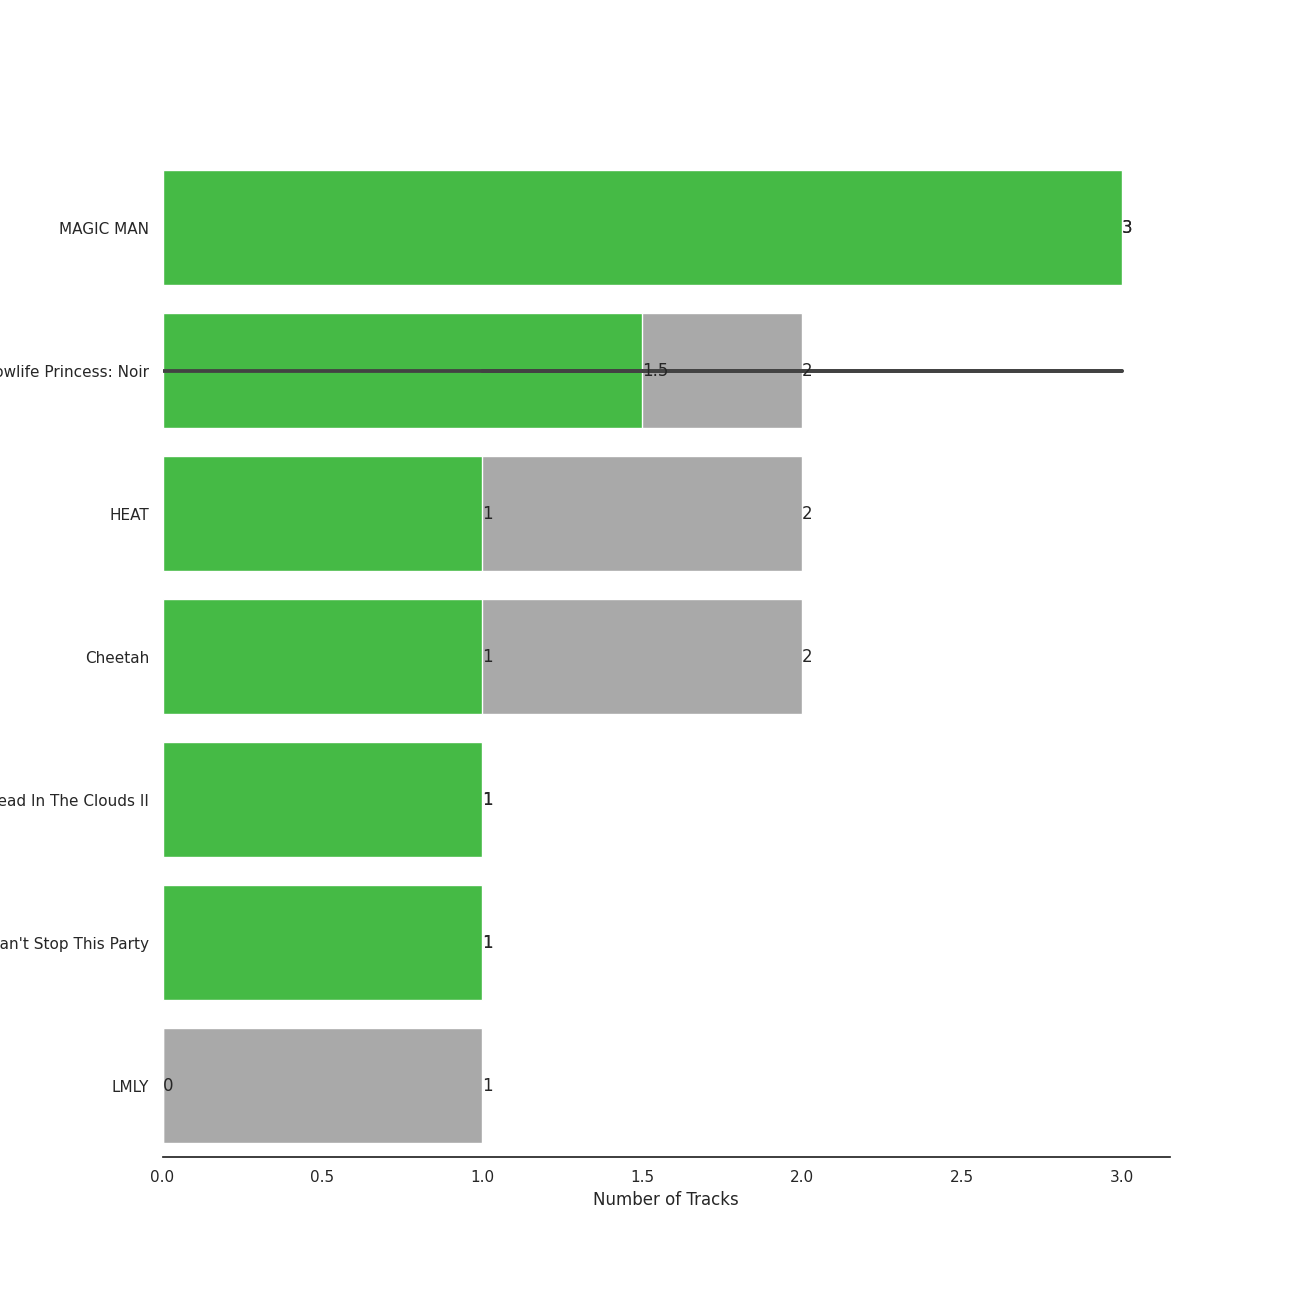 MAGIC MAN 3
owlife Princess: Noir 1.5 2
HEAT 1 2
Cheetah 1 2
ead In The Clouds II 1
an't Stop This Party 1
LMLY 0 1
0.0 0.5 1.0 1.5 2.0 2.5 3.0
Number of Tracks